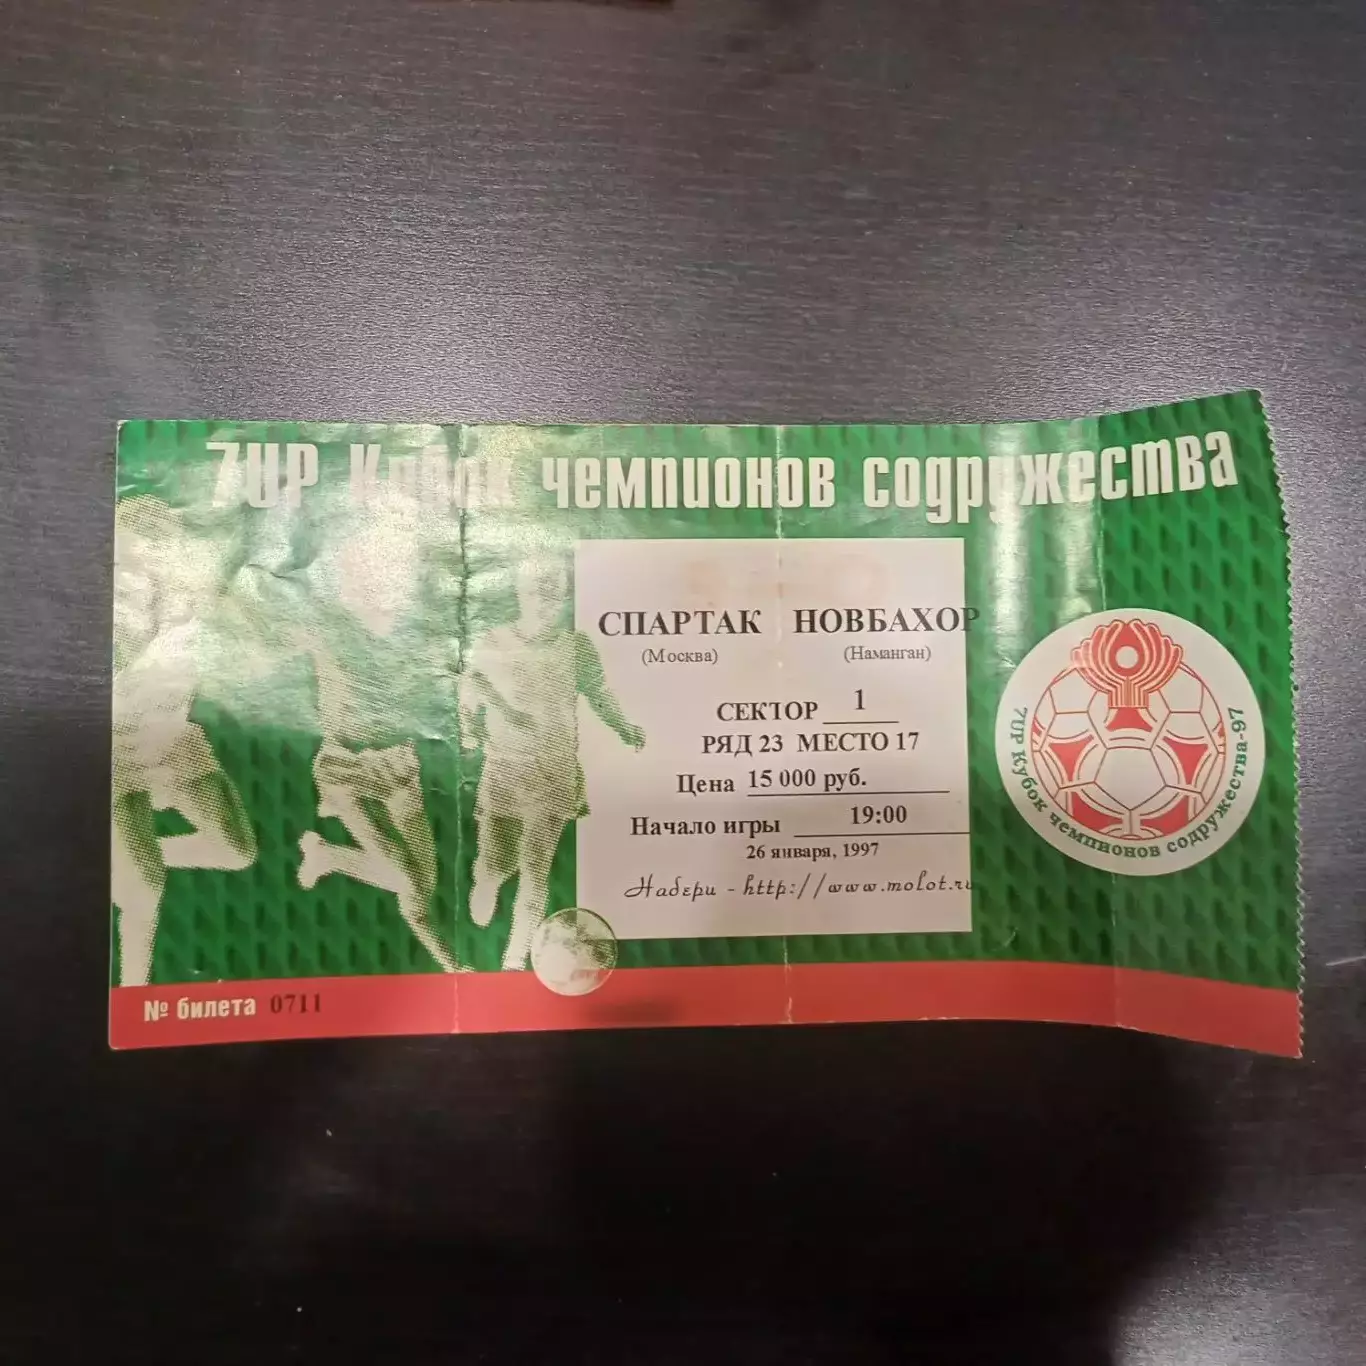 7UP Кубок чемпионов содружества
СПАРТАК НОВБАХОР
(Москва) (Наманган)
СЕКТОР 1
РЯД 23 МЕСТО 17
Цена 15 000 руб.
Начало игры 19:00
26 января, 1997
Набери - http://www.molot.ru
7UP Кубок чемпионов содружества-97
№ билета 0711